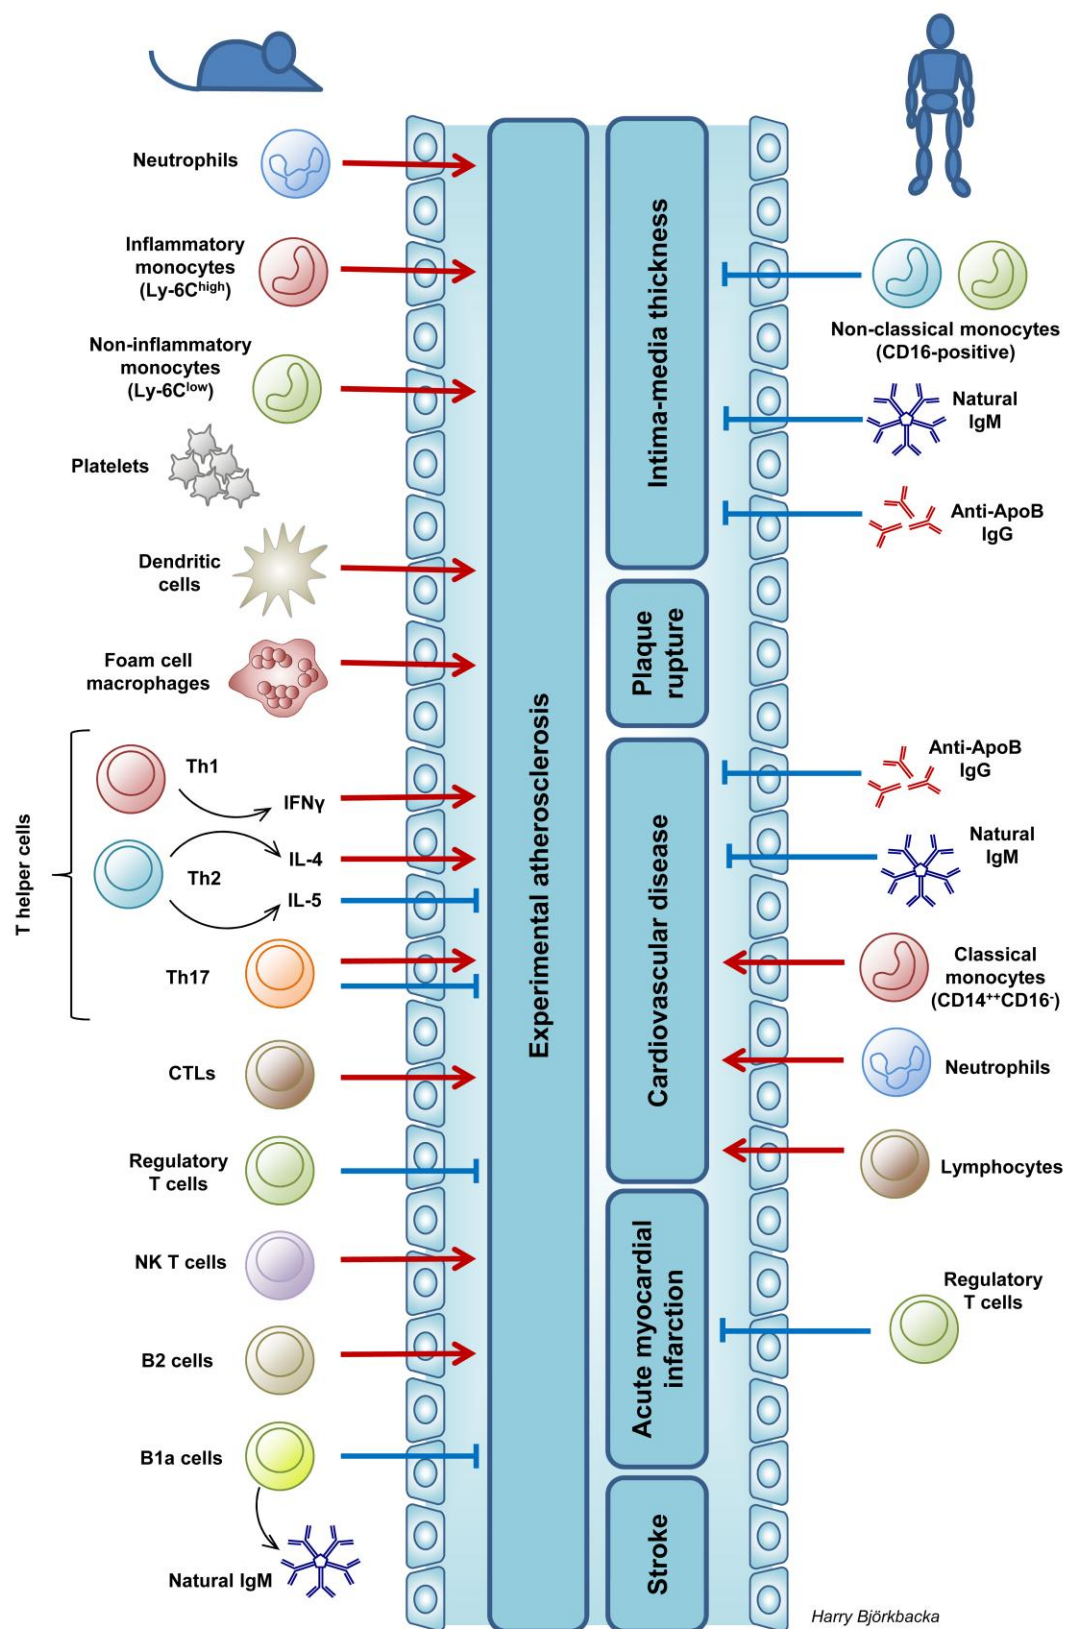 Neutrophils
Inflammatory
monocytes
(Ly-6Chigh)
Non-inflammatory
monocytes
(Ly-6Clow)
Platelets
Dendritic
cells
Foam cell
macrophages
T helper cells
Th1
IFNγ
Th2
IL-4
IL-5
Th17
CTLs
Regulatory
T cells
NK T cells
B2 cells
B1a cells
Natural IgM
Experimental atherosclerosis
Intima-media thickness
Plaque
rupture
Cardiovascular disease
Acute myocardial
infarction
Stroke
Non-classical monocytes
(CD16-positive)
Natural
IgM
Anti-ApoB
IgG
Anti-ApoB
IgG
Natural
IgM
Classical
monocytes
(CD14++CD16-)
Neutrophils
Lymphocytes
Regulatory
T cells
Harry Björkbacka